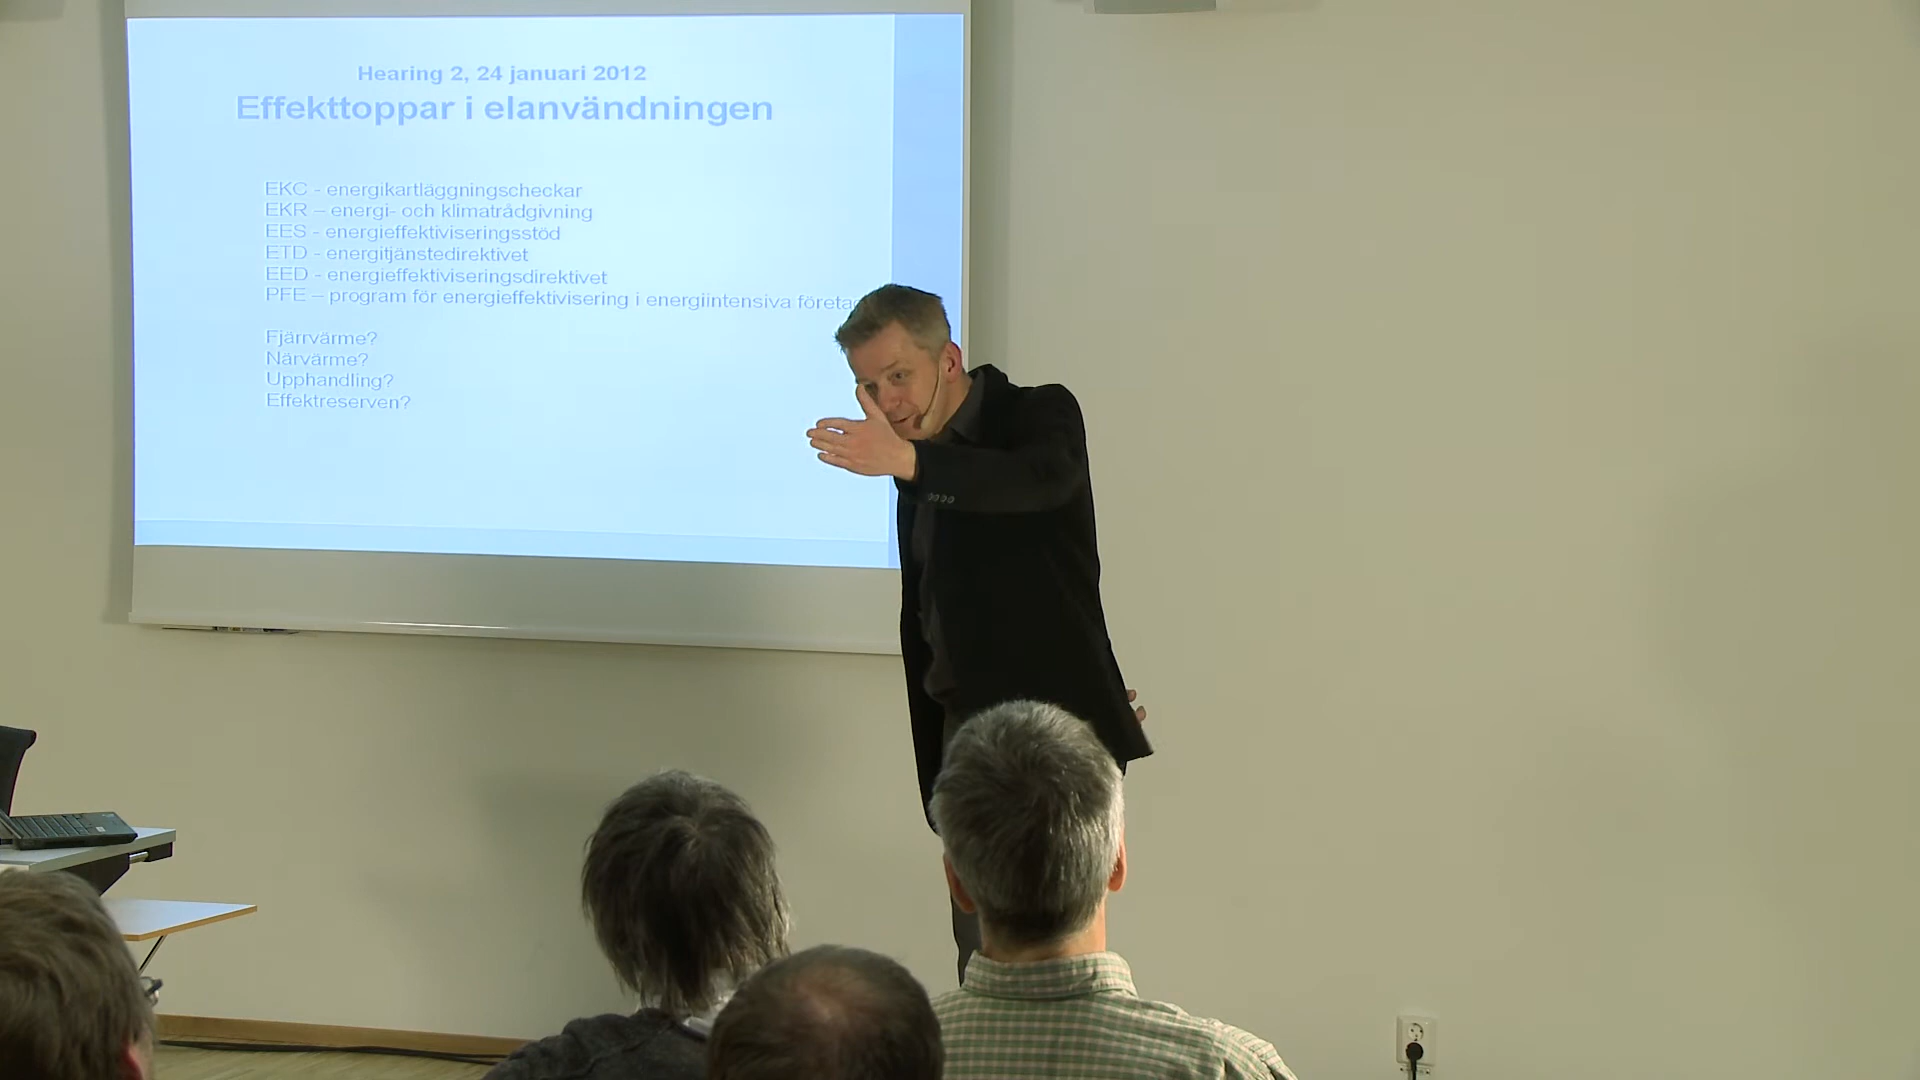 Hearing 2, 24 januari 2012
Effekttoppar i elanvändningen
EKC - energikartläggningscheckar
EKR – energi- och klimatrådgivning
EES - energieffektiviseringsstöd
ETD - energitjänstedirektivet
EED - energieffektiviseringsdirektivet
PFE – program för energieffektivisering i energiintensiva
Fjärrvärme?
Närvärme?
Upphandling?
Effektreserven?